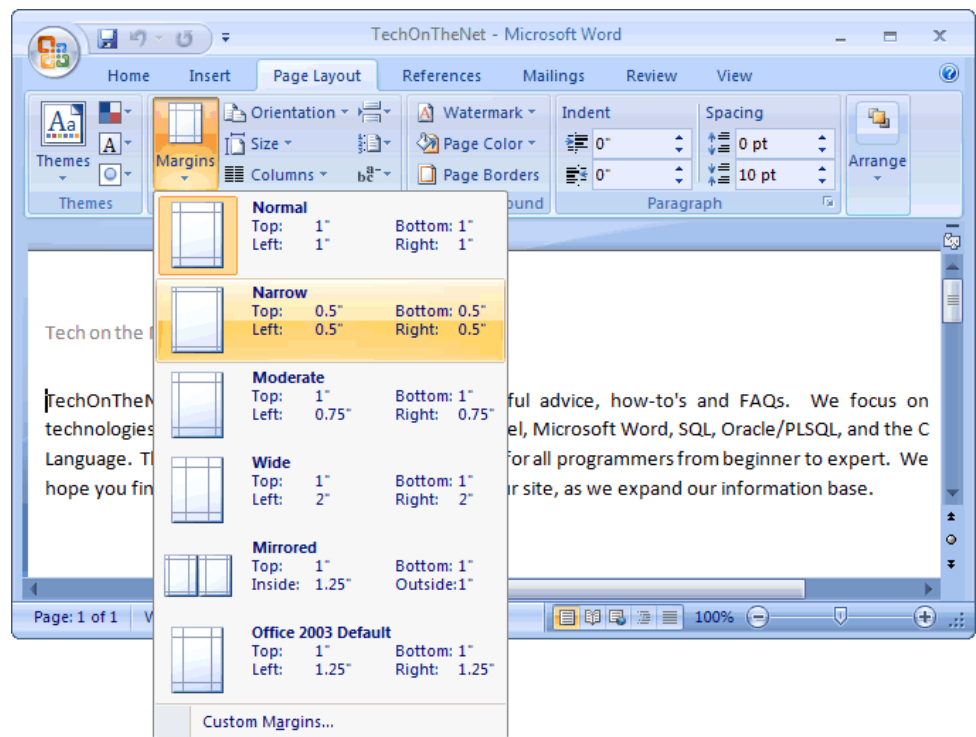 TechOnTheNet - Microsoft Word
Home Insert Page Layout References Mailings Review View
Orientation Watermark Indent Spacing
Aa
A Size Page Color 0" 0 pt
Themes Margins Arrange
Columns Page Borders 0" 10 pt
Themes Paragraph
Normal
Top: 1" Bottom: 1"
Left: 1" Right: 1"
Narrow
Top: 0.5" Bottom: 0.5"
Left: 0.5" Right: 0.5"
Moderate
Top: 1" Bottom: 1"
Left: 0.75" Right: 0.75"
Wide
Top: 1" Bottom: 1"
Left: 2" Right: 2"
Mirrored
Top: 1" Bottom: 1"
Inside: 1.25" Outside:1"
Office 2003 Default
Top: 1" Bottom: 1"
Left: 1.25" Right: 1.25"
Custom Margins...
Tech on the
TechOnTheN ful advice, how-to's and FAQs. We focus on
technologies el, Microsoft Word, SQL, Oracle/PLSQL, and the C
Language. T for all programmers from beginner to expert. We
hope you fin ur site, as we expand our information base.
Page: 1 of 1 100%